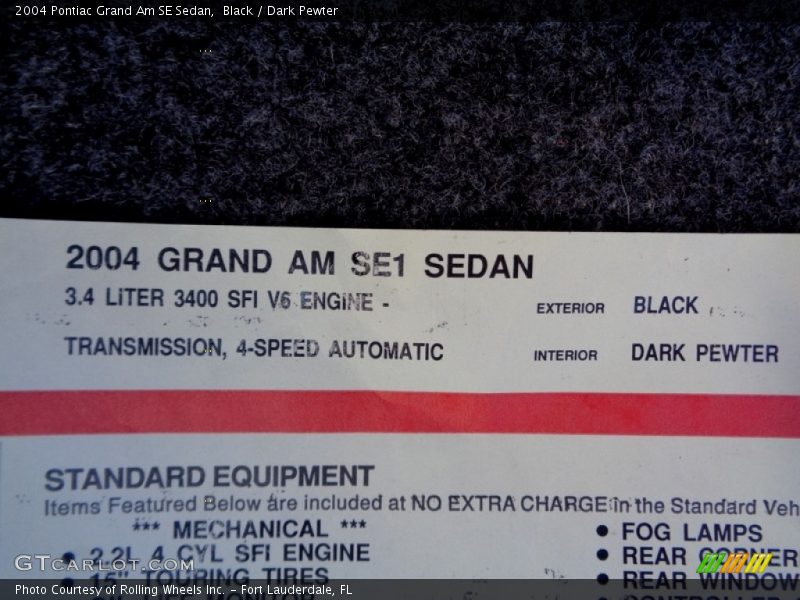 2004 Pontiac Grand Am SE Sedan,  Black / Dark Pewter
2004 GRAND AM SE1 SEDAN
3.4 LITER 3400 SFI V6 ENGINE -
EXTERIOR BLACK
TRANSMISSION, 4-SPEED AUTOMATIC
INTERIOR DARK PEWTER
STANDARD EQUIPMENT
Items Featured Below are included at NO EXTRA CHARGE in the Standard Veh
*** MECHANICAL ***
• 2.2L 4 CYL SFI ENGINE
• 15" TOURING TIRES
• FOG LAMPS
• REAR CORNER
• REAR WINDOW
GTCarLot.com
Photo Courtesy of Rolling Wheels Inc. – Fort Lauderdale, FL